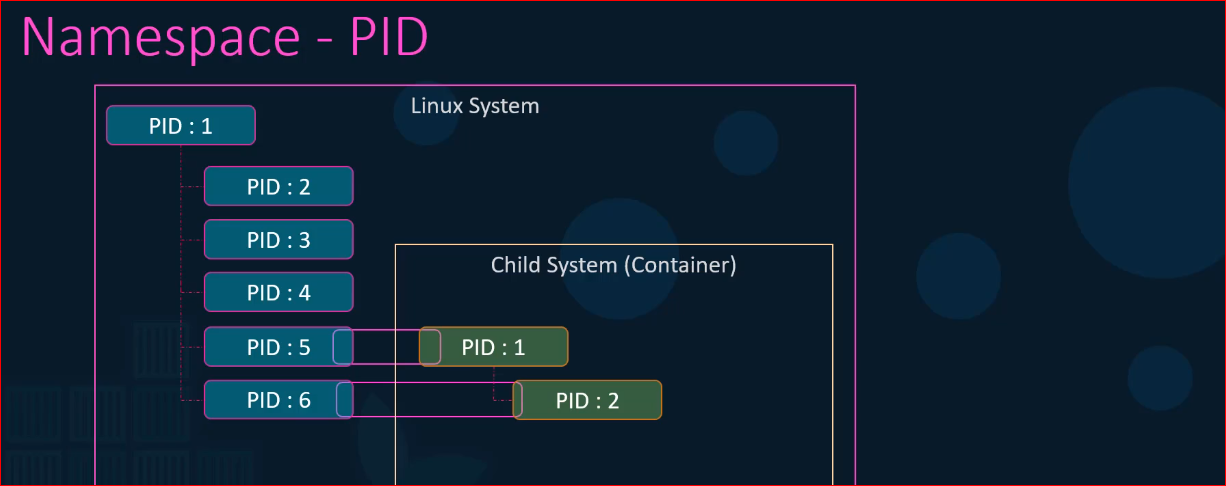 Namespace - PID
Linux System
PID : 1
PID : 2
PID : 3
Child System (Container)
PID : 4
PID : 5
PID : 1
PID : 6
PID : 2